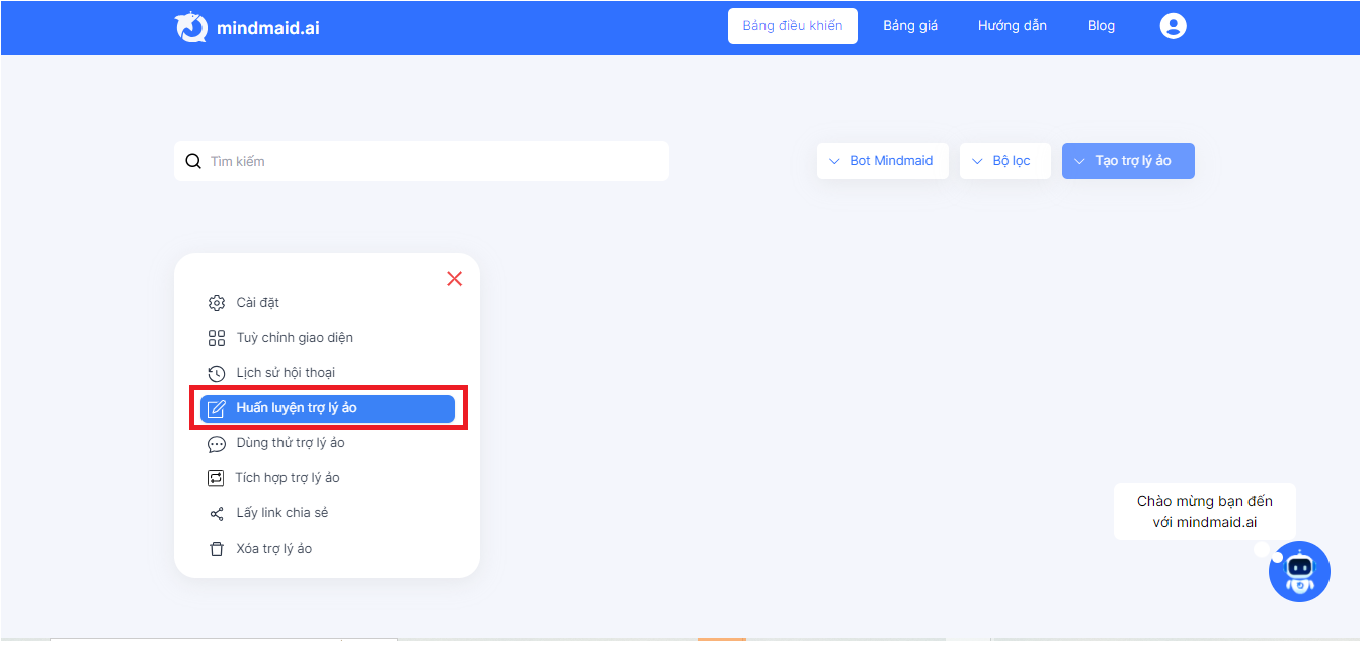 mindmaid.ai
Bảng điều khiển
Bảng giá
Hướng dẫn
Blog
Tìm kiếm
Bot Mindmaid
Bộ lọc
Tạo trợ lý ảo
Cài đặt
Tuỳ chỉnh giao diện
Lịch sử hội thoại
Huấn luyện trợ lý ảo
Dùng thử trợ lý ảo
Tích hợp trợ lý ảo
Lấy link chia sẻ
Xóa trợ lý ảo
Chào mừng bạn đến
với mindmaid.ai